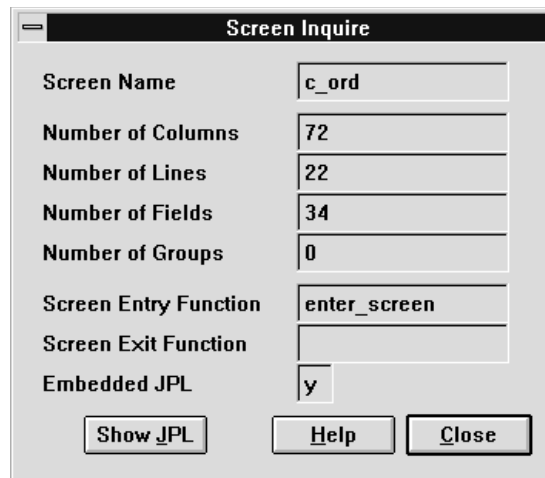 Screen Inquire
Screen Name c_ord
Number of Columns 72
Number of Lines 22
Number of Fields 34
Number of Groups 0
Screen Entry Function enter_screen
Screen Exit Function
Embedded JPL y
Show JPL Help Close